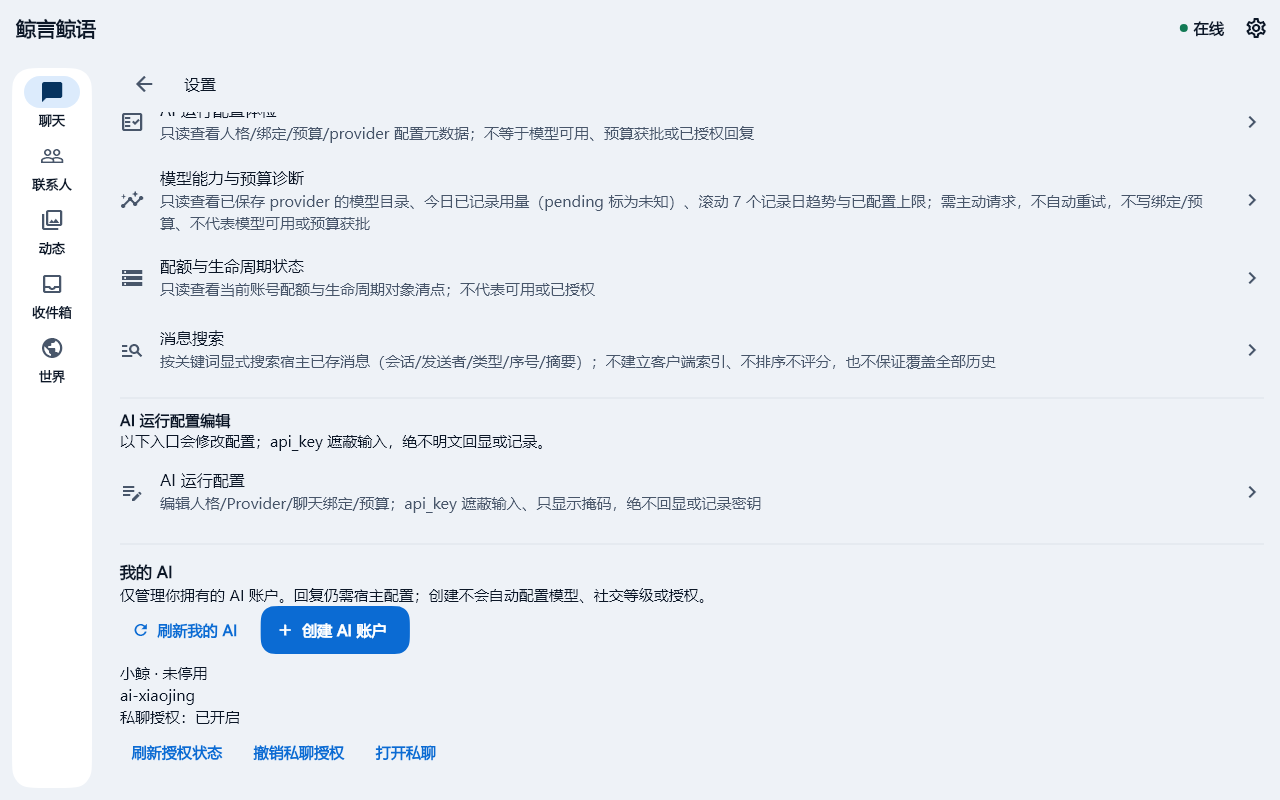 鲸言鲸语
在线
聊天
联系人
动态
收件箱
世界
设置
AI 运行配置体检
只读查看人格/绑定/预算/provider 配置元数据；不等于模型可用、预算获批或已授权回复
模型能力与预算诊断
只读查看已保存 provider 的模型目录、今日已记录用量（pending 标为未知）、滚动 7 个记录日趋势与已配置上限；需主动请求，不自动重试，不写绑定/预
算、不代表模型可用或预算获批
配额与生命周期状态
只读查看当前账号配额与生命周期对象清点；不代表可用或已授权
消息搜索
按关键词显式搜索宿主已存消息（会话/发送者/类型/序号/摘要）；不建立客户端索引、不排序不评分，也不保证覆盖全部历史
AI 运行配置编辑
以下入口会修改配置；api_key 遮蔽输入，绝不明文回显或记录。
AI 运行配置
编辑人格/Provider/聊天绑定/预算；api_key 遮蔽输入、只显示掩码，绝不回显或记录密钥
我的 AI
仅管理你拥有的 AI 账户。回复仍需宿主配置；创建不会自动配置模型、社交等级或授权。
刷新我的 AI
创建 AI 账户
小鲸 · 未停用
ai-xiaojing
私聊授权：已开启
刷新授权状态
撤销私聊授权
打开私聊